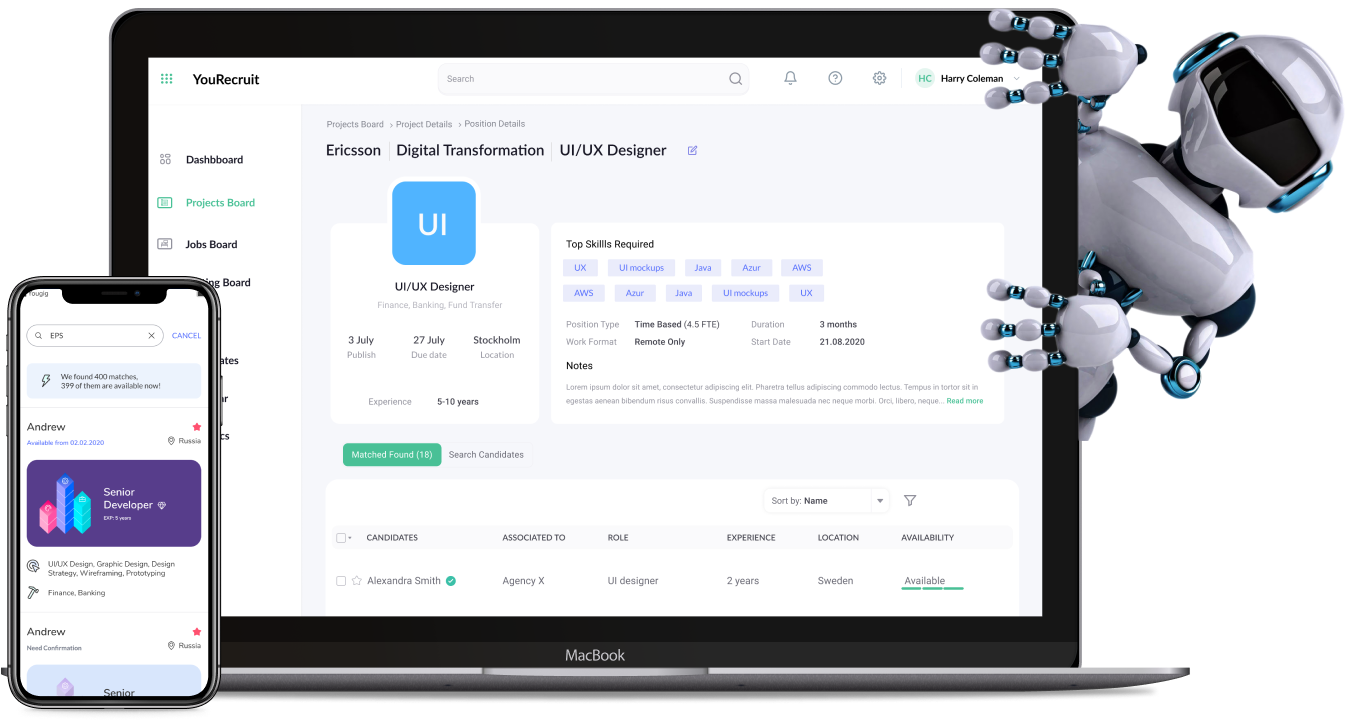 YouRecruit
Search
HC Harry Coleman
Projects Board › Project Details › Position Details
Ericsson Digital Transformation UI/UX Designer
Dashbboard
Projects Board
Jobs Board
Board
UI
UI/UX Designer
Finance, Banking, Fund Transfer
3 July 27 July Stockholm
Publish Due date Location
Experience 5-10 years
Top Skillls Required
UX UI mockups Java Azur AWS
AWS Azur Java UI mockups UX
Position Type Time Based (4.5 FTE) Duration 3 months
Work Format Remote Only Start Date 21.08.2020
Notes
Lorem ipsum dolor sit amet, consectetur adipiscing elit. Pharetra tellus adipiscing commodo lectus. Tempus in tortor sit in
egestas aenean bibendum risus convallis. Suspendisse massa malesuada nec neque morbi. Orci, libero, neque... Read more
Matched Found (18) Search Candidates
Sort by: Name
CANDIDATES ASSOCIATED TO ROLE EXPERIENCE LOCATION AVAILABILITY
Alexandra Smith Agency X UI designer 2 years Sweden Available
MacBook
EPS CANCEL
We found 400 matches,
399 of them are available now!
Andrew
Available from 02.02.2020 Russia
Senior
Developer
EXP: 5 years
UI/UX Design, Graphic Design, Design
Strategy, Wireframing, Prototyping
Finance, Banking
Andrew
Need Confirmation Russia
Senior